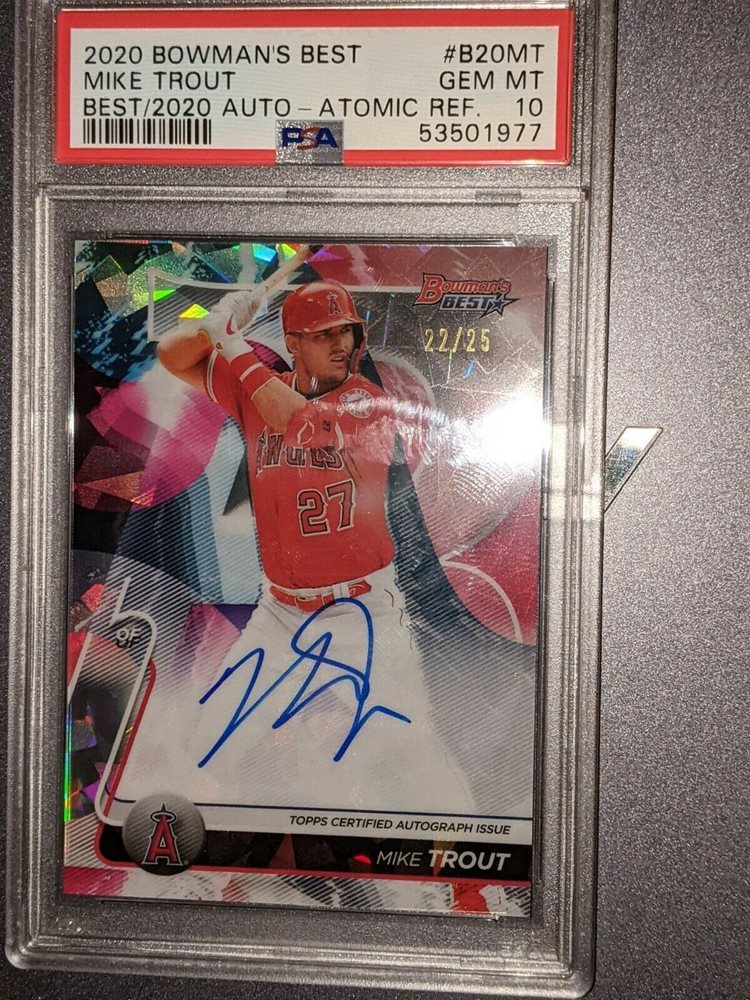 2020 BOWMAN'S BEST #B20MT
MIKE TROUT GEM MT
BEST/2020 AUTO – ATOMIC REF. 10
PSA 53501977
Bowman's
BEST
22/25
A
ANGELS
27
OF
TOPPS CERTIFIED AUTOGRAPH ISSUE
A
MIKE TROUT